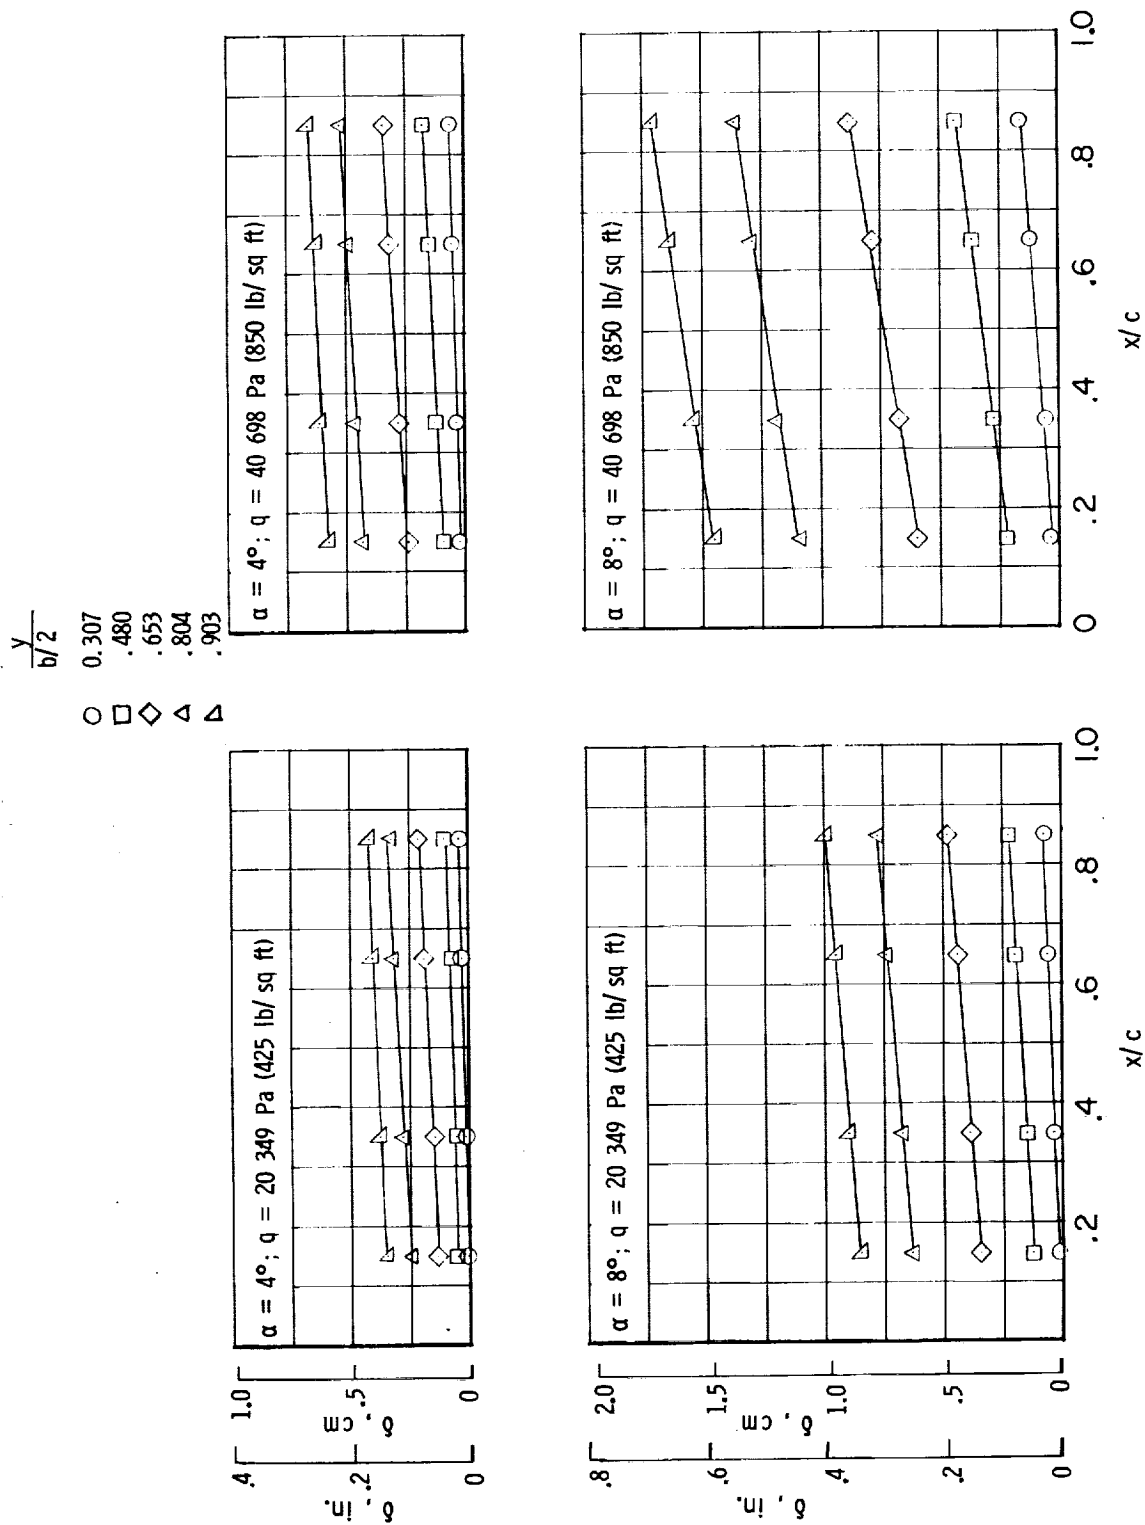 y
b/2
0.307
.480
.653
.804
.903
α = 4°; q = 20 349 Pa (425 lb/sq ft)
α = 4°; q = 40 698 Pa (850 lb/sq ft)
.4
.2
0
δ, in.
1.0
.5
0
δ, cm
α = 8°; q = 20 349 Pa (425 lb/sq ft)
α = 8°; q = 40 698 Pa (850 lb/sq ft)
.8
.6
.4
.2
0
δ, in.
2.0
1.5
1.0
.5
0
δ, cm
.2 .4 .6 .8 1.0
x/c
0 .2 .4 .6 .8 1.0
x/c